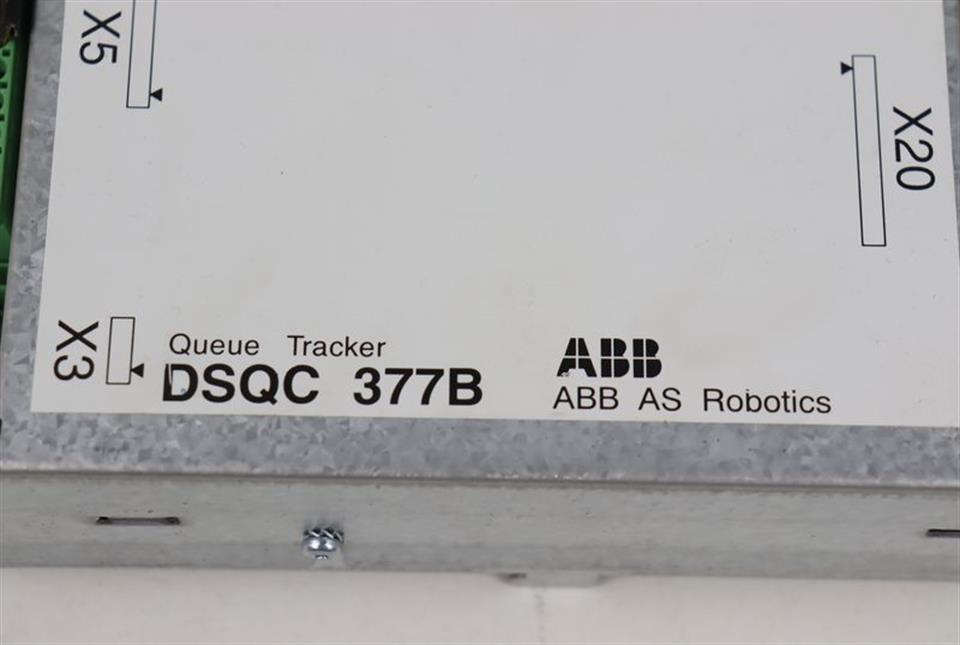 X5
X20
X3
Queue Tracker
DSQC 377B
ABB
ABB AS Robotics